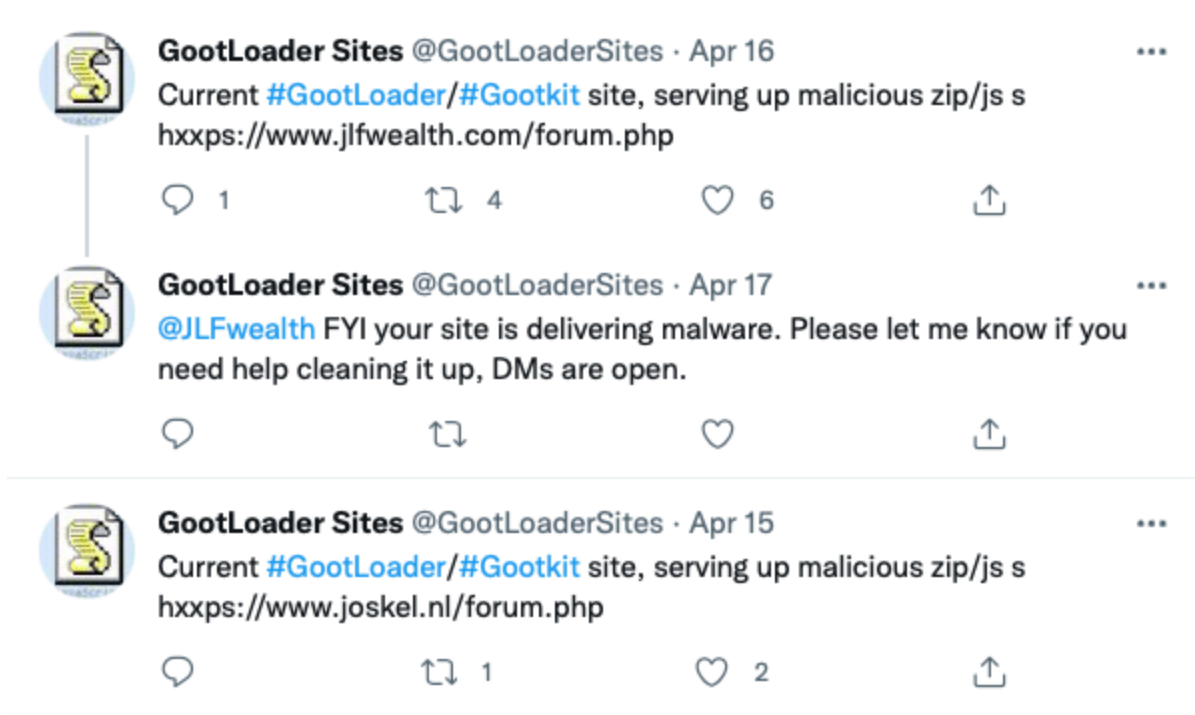 GootLoader Sites @GootLoaderSites · Apr 16
Current #GootLoader/#Gootkit site, serving up malicious zip/js s
hxxps://www.jlfwealth.com/forum.php
1 4 6
GootLoader Sites @GootLoaderSites · Apr 17
@JLFwealth FYI your site is delivering malware. Please let me know if you
need help cleaning it up, DMs are open.
GootLoader Sites @GootLoaderSites · Apr 15
Current #GootLoader/#Gootkit site, serving up malicious zip/js s
hxxps://www.joskel.nl/forum.php
1 2